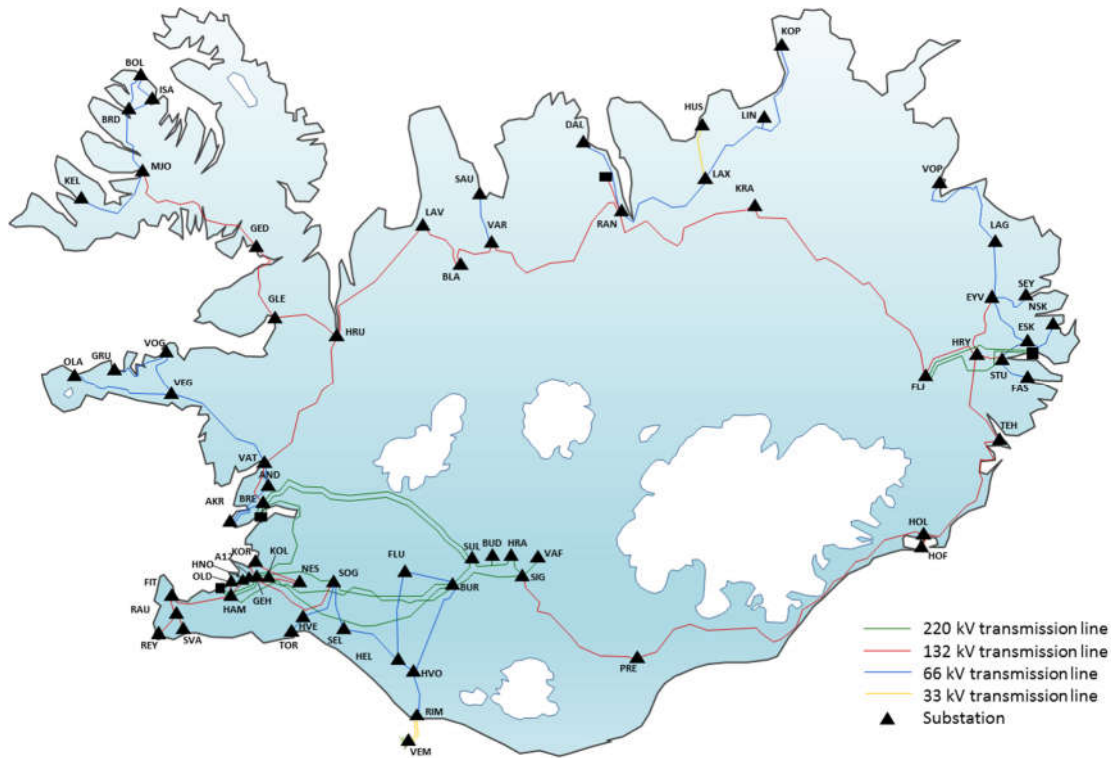 KOP
BOL
ISA
HUS
LIN
BRD
DAL
MJO
SAU
LAX
VOP
KEL
KRA
LAV
RAN
VAR
LAG
GED
BLA
SEY
EYV
NSK
GLE
HRU
ESK
VOG
GRU
OLA
HRY
STU
FLJ
FAS
VEG
TEH
VAT
AND
AKR
BRE
HOL
HOF
KOR
KOL
SUL
BUD
HRA
VAF
A12
FLU
HNO
NES
SOG
OLD
BUR
SIG
FIT
GEH
HAM
RAU
HVE
REY
SVA
TOR
SEL
HEL
HVO
PRE
RIM
VEM
220 kV transmission line
132 kV transmission line
66 kV transmission line
33 kV transmission line
Substation